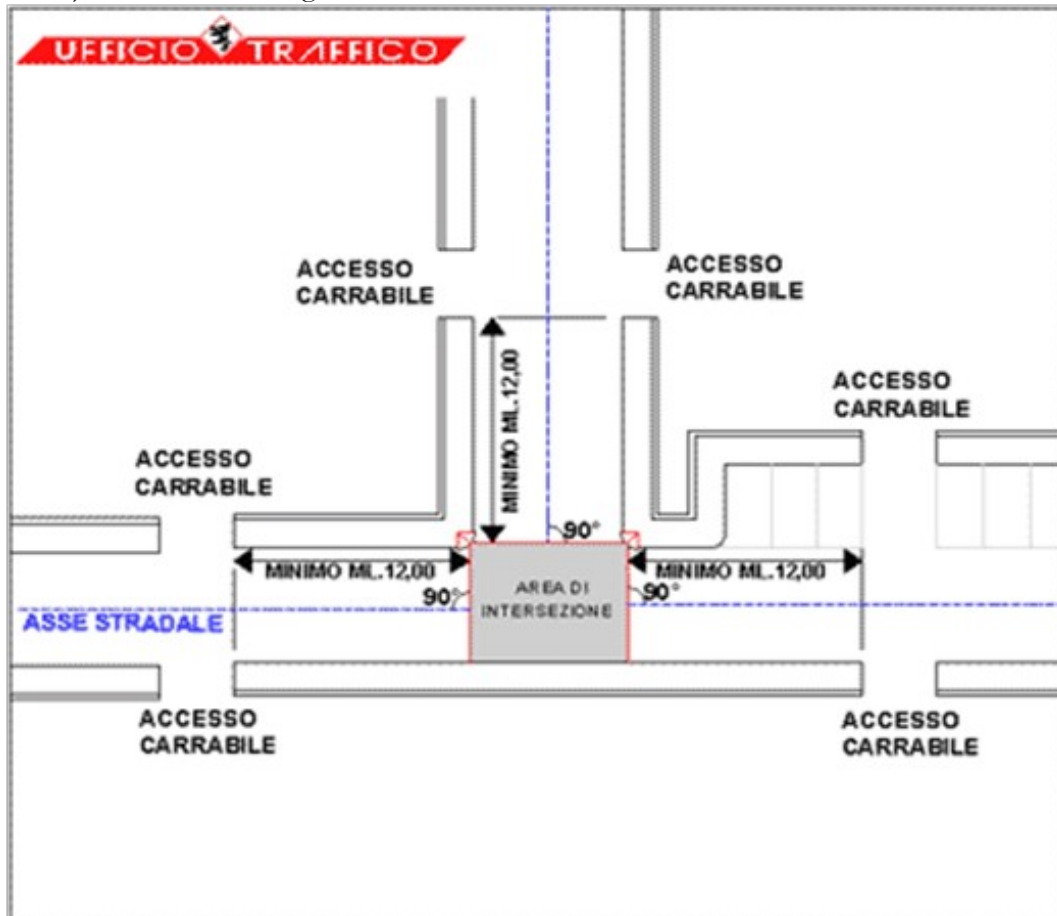 UFFICIO TRAFFICO
ACCESSO
CARRABILE
ACCESSO
CARRABILE
MINIMO ML.12,00
ACCESSO
CARRABILE
ACCESSO
CARRABILE
90°
MINIMO ML.12,00
MINIMO ML.12,00
90°
AREA DI
INTERSEZIONE
90°
ASSE STRADALE
ACCESSO
CARRABILE
ACCESSO
CARRABILE